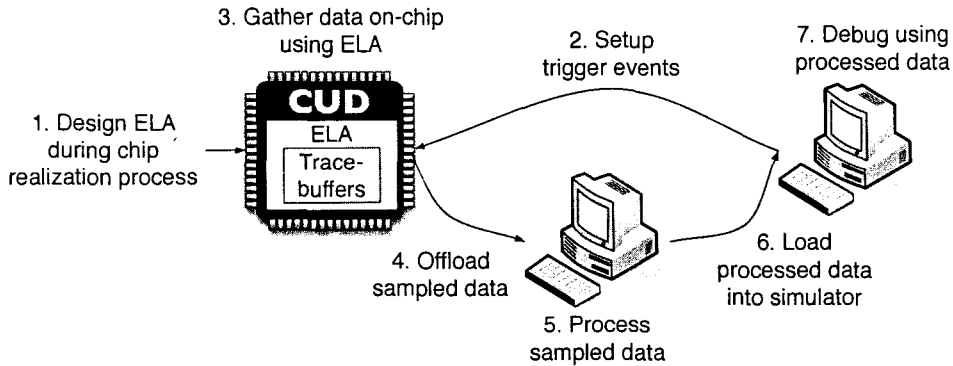 3. Gather data on-chip
using ELA
2. Setup
trigger events
7. Debug using
processed data
1. Design ELA
during chip
realization process
CUD
ELA
Trace-
buffers
4. Offload
sampled data
5. Process
sampled data
6. Load
processed data
into simulator